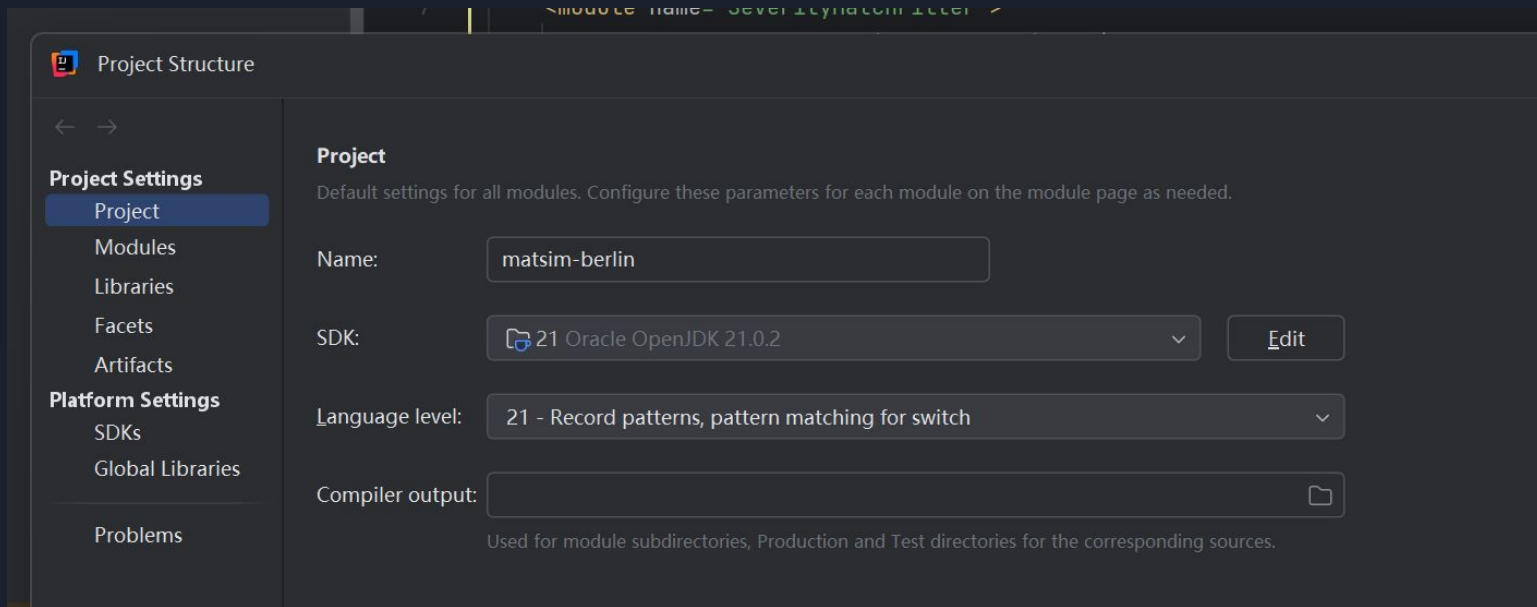 Project Structure
Project Settings
Project
Modules
Libraries
Facets
Artifacts
Platform Settings
SDKs
Global Libraries
Problems
Project
Default settings for all modules. Configure these parameters for each module on the module page as needed.
Name: matsim-berlin
SDK: 21 Oracle OpenJDK 21.0.2 Edit
Language level: 21 - Record patterns, pattern matching for switch
Compiler output:
Used for module subdirectories, Production and Test directories for the corresponding sources.